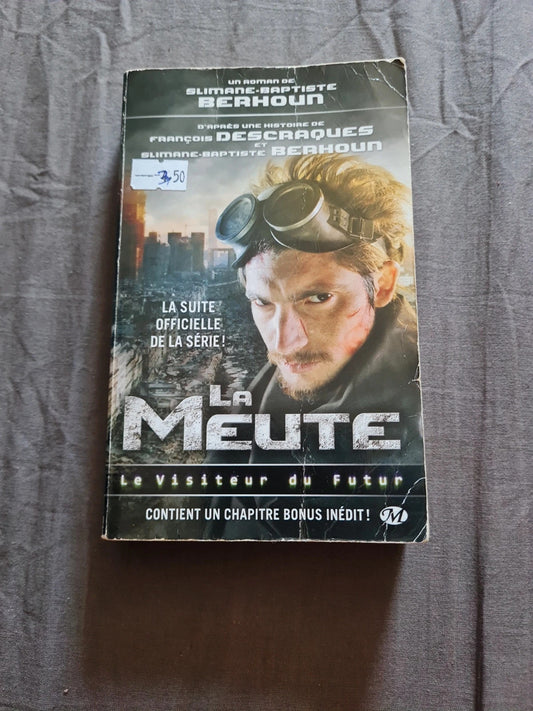 UN ROMAN DE
SLIMANE-BAPTISTE
BERHOUN
D'APRÈS UNE HISTOIRE DE
FRANÇOIS DESCRAQUES
ET
SLIMANE-BAPTISTE BERHOUN
3,50
LA SUITE
OFFICIELLE
DE LA SÉRIE !
LA
MEUTE
Le Visiteur du Futur
CONTIENT UN CHAPITRE BONUS INÉDIT ! M